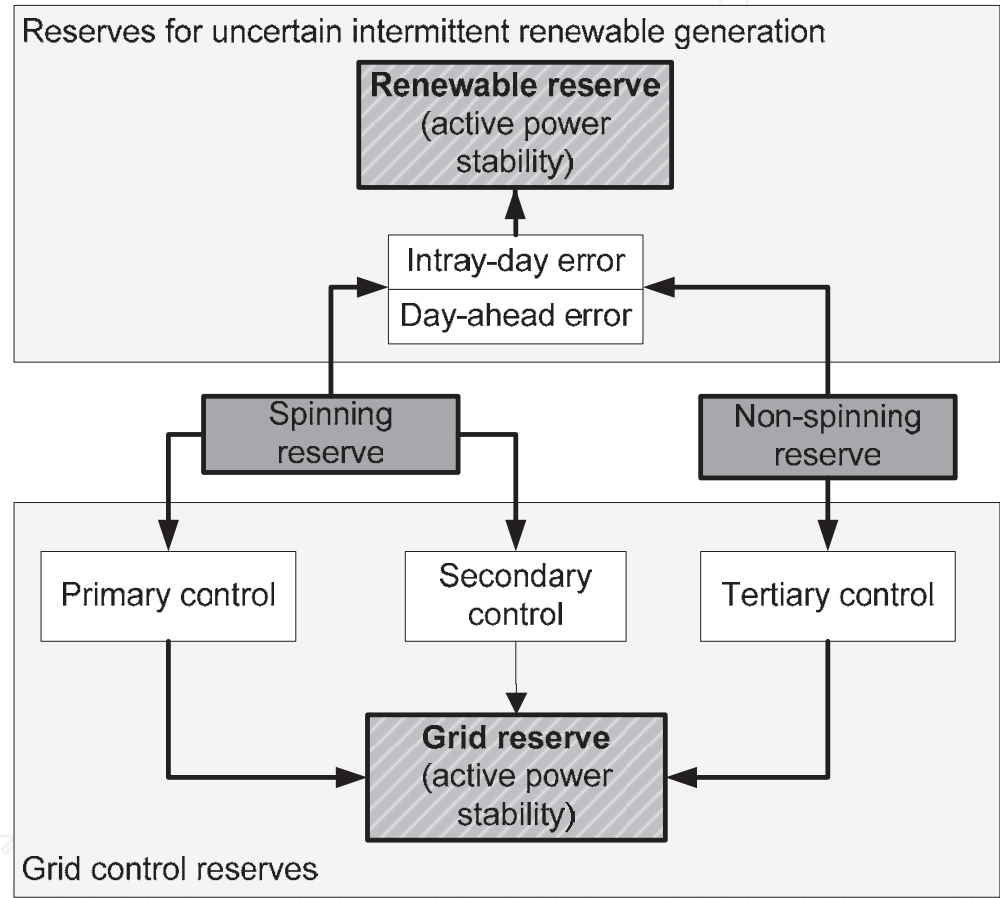 Reserves for uncertain intermittent renewable generation
Renewable reserve
(active power
stability)
Intray-day error
Day-ahead error
Spinning
reserve
Non-spinning
reserve
Primary control
Secondary
control
Tertiary control
Grid reserve
(active power
stability)
Grid control reserves